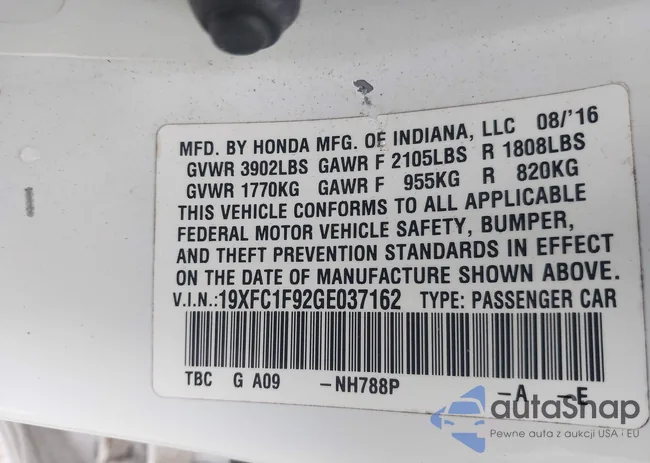 MFD. BY HONDA MFG. OF INDIANA, LLC 08/'16
GVWR 3902LBS GAWR F 2105LBS R 1808LBS
GVWR 1770KG GAWR F 955KG R 820KG
THIS VEHICLE CONFORMS TO ALL APPLICABLE
FEDERAL MOTOR VEHICLE SAFETY, BUMPER,
AND THEFT PREVENTION STANDARDS IN EFFECT
ON THE DATE OF MANUFACTURE SHOWN ABOVE.
V.I.N.:19XFC1F92GE037162 TYPE: PASSENGER CAR
TBC G A09 -NH788P -A -E
autaSnap
Pewne auta z aukcji USA i EU